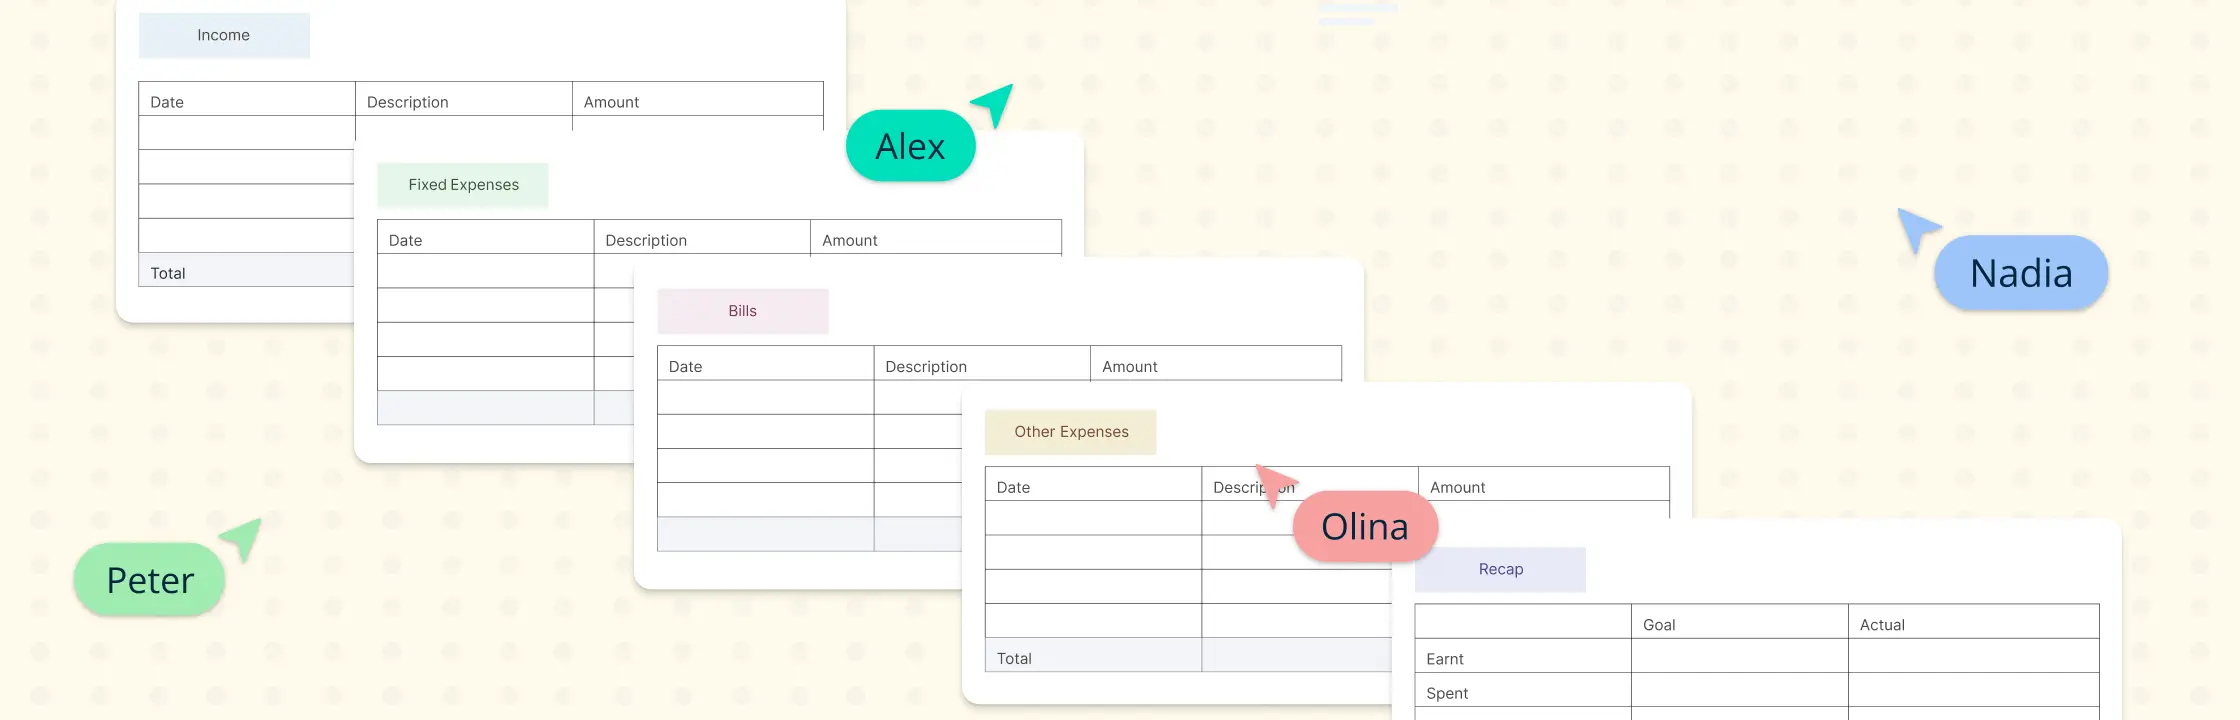 Income
Date Description Amount
Total
Alex
Fixed Expenses
Date Description Amount
Nadia
Bills
Date Description Amount
Other Expenses
Date Description Amount
Olina
Total
Peter
Recap
Goal Actual
Earnt
Spent